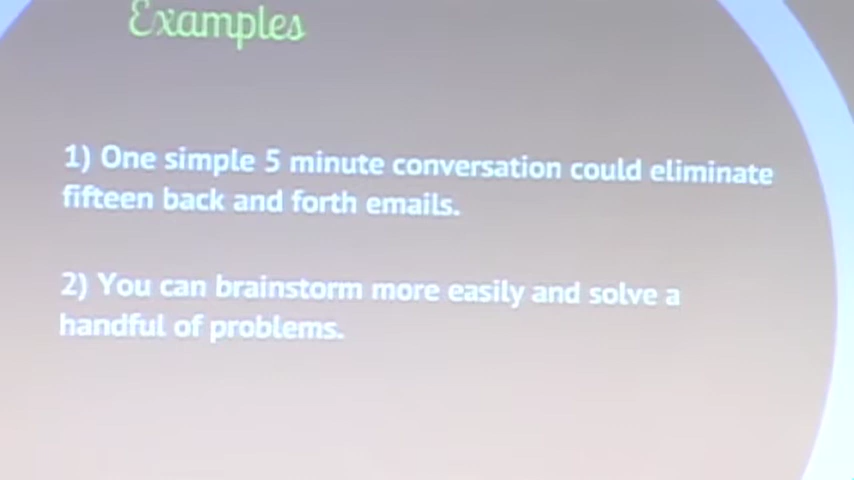 Examples
1) One simple 5 minute conversation could eliminate
fifteen back and forth emails.
2) You can brainstorm more easily and solve a
handful of problems.